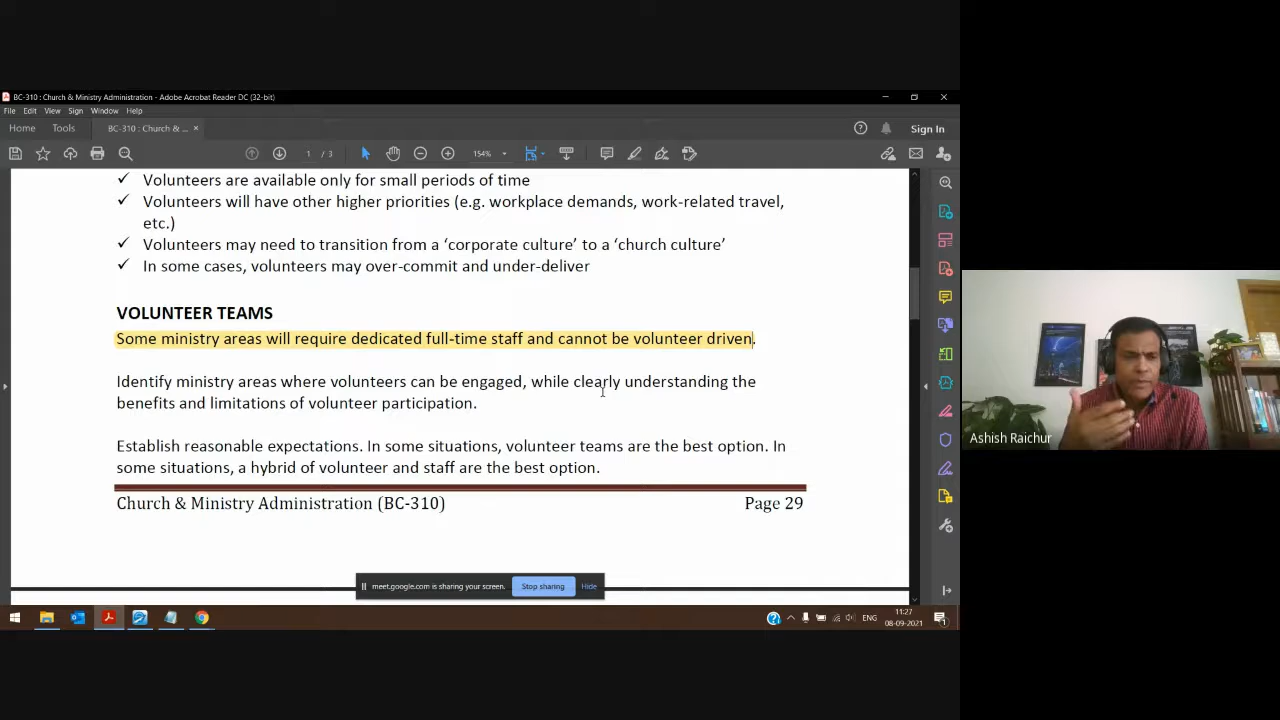 BC-310 : Church & Ministry Administration - Adobe Acrobat Reader DC (32-bit)
File Edit View Sign Window Help
Home Tools BC-310 : Church & ... × Sign In
1 / 3 154%
✓ Volunteers are available only for small periods of time
✓ Volunteers will have other higher priorities (e.g. workplace demands, work-related travel,
etc.)
✓ Volunteers may need to transition from a ‘corporate culture’ to a ‘church culture’
✓ In some cases, volunteers may over-commit and under-deliver
VOLUNTEER TEAMS
Some ministry areas will require dedicated full-time staff and cannot be volunteer driven.
Identify ministry areas where volunteers can be engaged, while clearly understanding the
benefits and limitations of volunteer participation.
Establish reasonable expectations. In some situations, volunteer teams are the best option. In
some situations, a hybrid of volunteer and staff are the best option.
Church & Ministry Administration (BC-310) Page 29
meet.google.com is sharing your screen. Stop sharing Hide
ENG 11:27
08-09-2021
Ashish Raichur